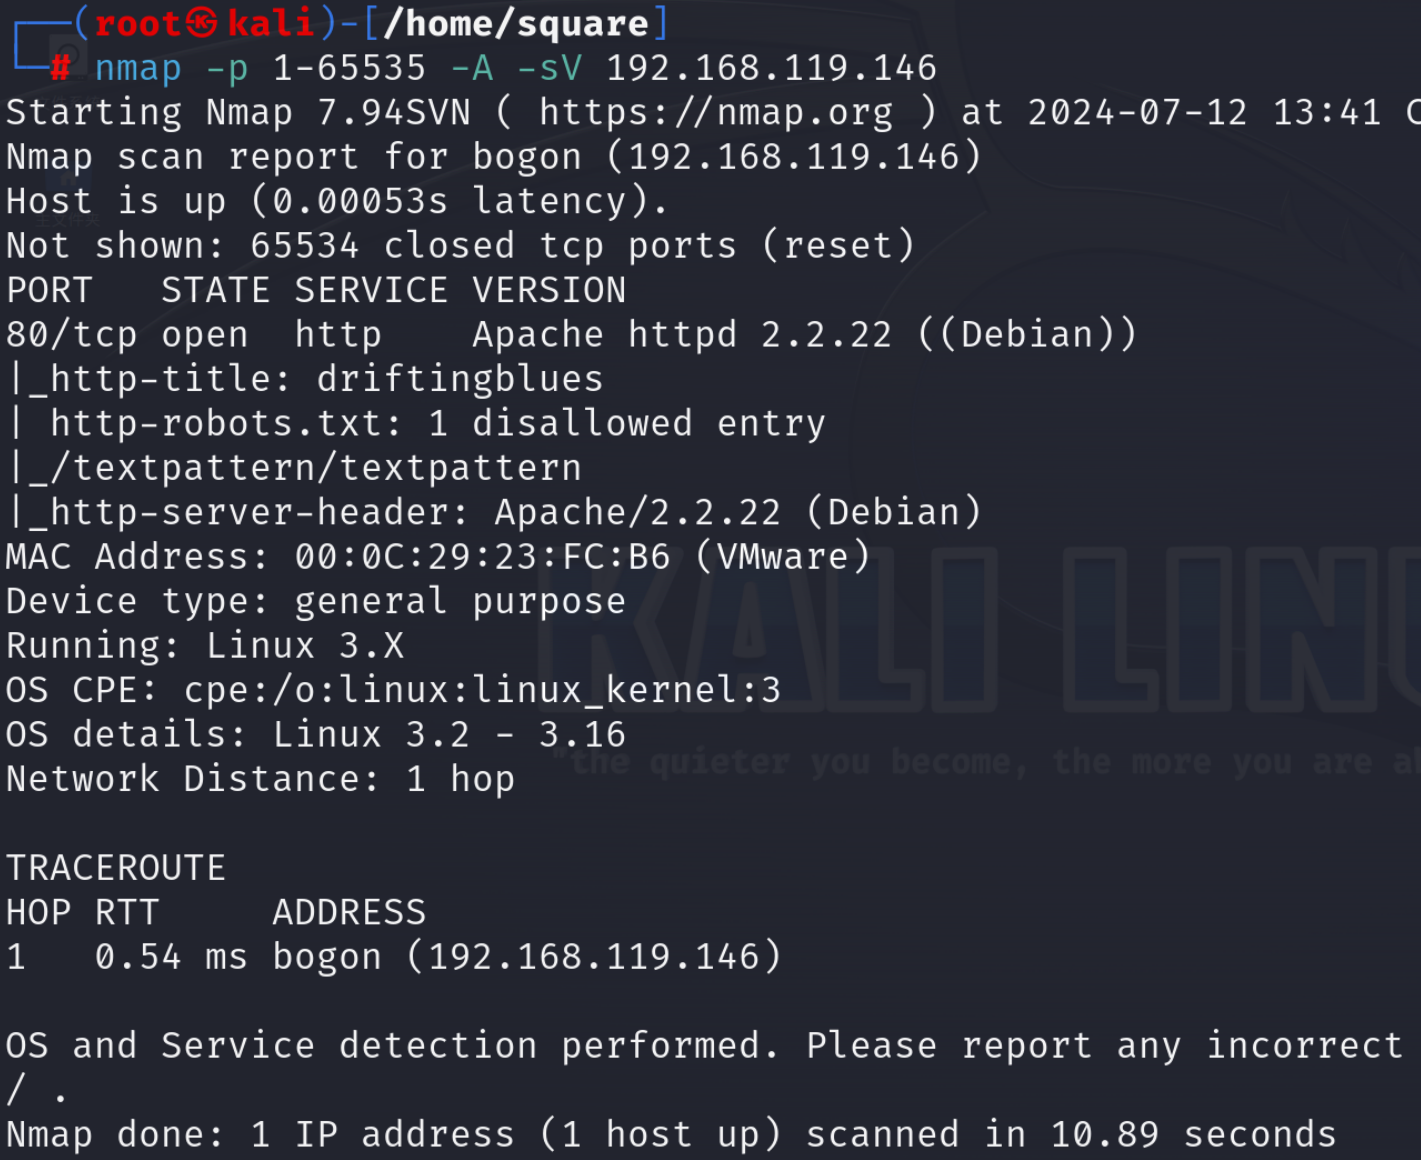 ┌──(root㉿kali)-[/home/square]
└─# nmap -p 1-65535 -A -sV 192.168.119.146
Starting Nmap 7.94SVN ( https://nmap.org ) at 2024-07-12 13:41 C
Nmap scan report for bogon (192.168.119.146)
Host is up (0.00053s latency).
Not shown: 65534 closed tcp ports (reset)
PORT   STATE SERVICE VERSION
80/tcp open  http    Apache httpd 2.2.22 ((Debian))
|_http-title: driftingblues
| http-robots.txt: 1 disallowed entry
|_/textpattern/textpattern
|_http-server-header: Apache/2.2.22 (Debian)
MAC Address: 00:0C:29:23:FC:B6 (VMware)
Device type: general purpose
Running: Linux 3.X
OS CPE: cpe:/o:linux:linux_kernel:3
OS details: Linux 3.2 - 3.16
Network Distance: 1 hop
TRACEROUTE
HOP RTT     ADDRESS
1   0.54 ms bogon (192.168.119.146)
OS and Service detection performed. Please report any incorrect
/ .
Nmap done: 1 IP address (1 host up) scanned in 10.89 seconds
KALI LINU
"the quieter you become, the more you are a
主文件夹